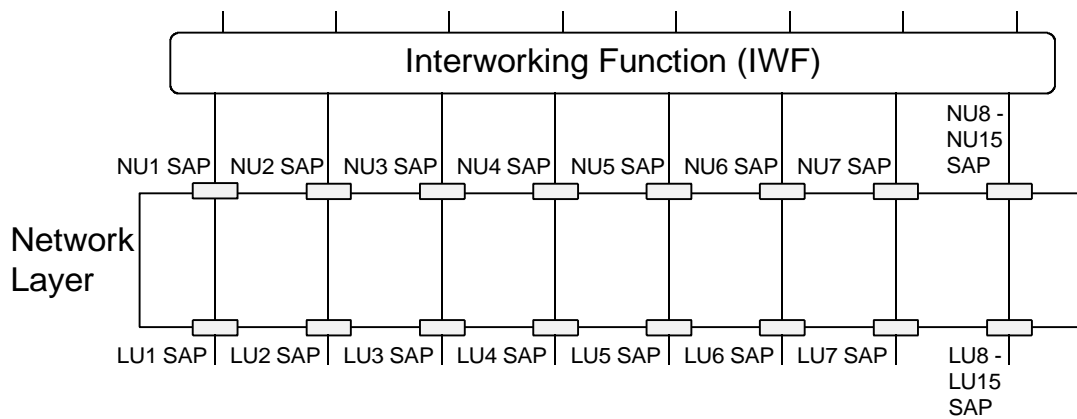 Interworking Function (IWF)
NU8 -
NU15
SAP
NU1 SAP NU2 SAP NU3 SAP NU4 SAP NU5 SAP NU6 SAP NU7 SAP
Network
Layer
LU1 SAP LU2 SAP LU3 SAP LU4 SAP LU5 SAP LU6 SAP LU7 SAP
LU8 -
LU15
SAP